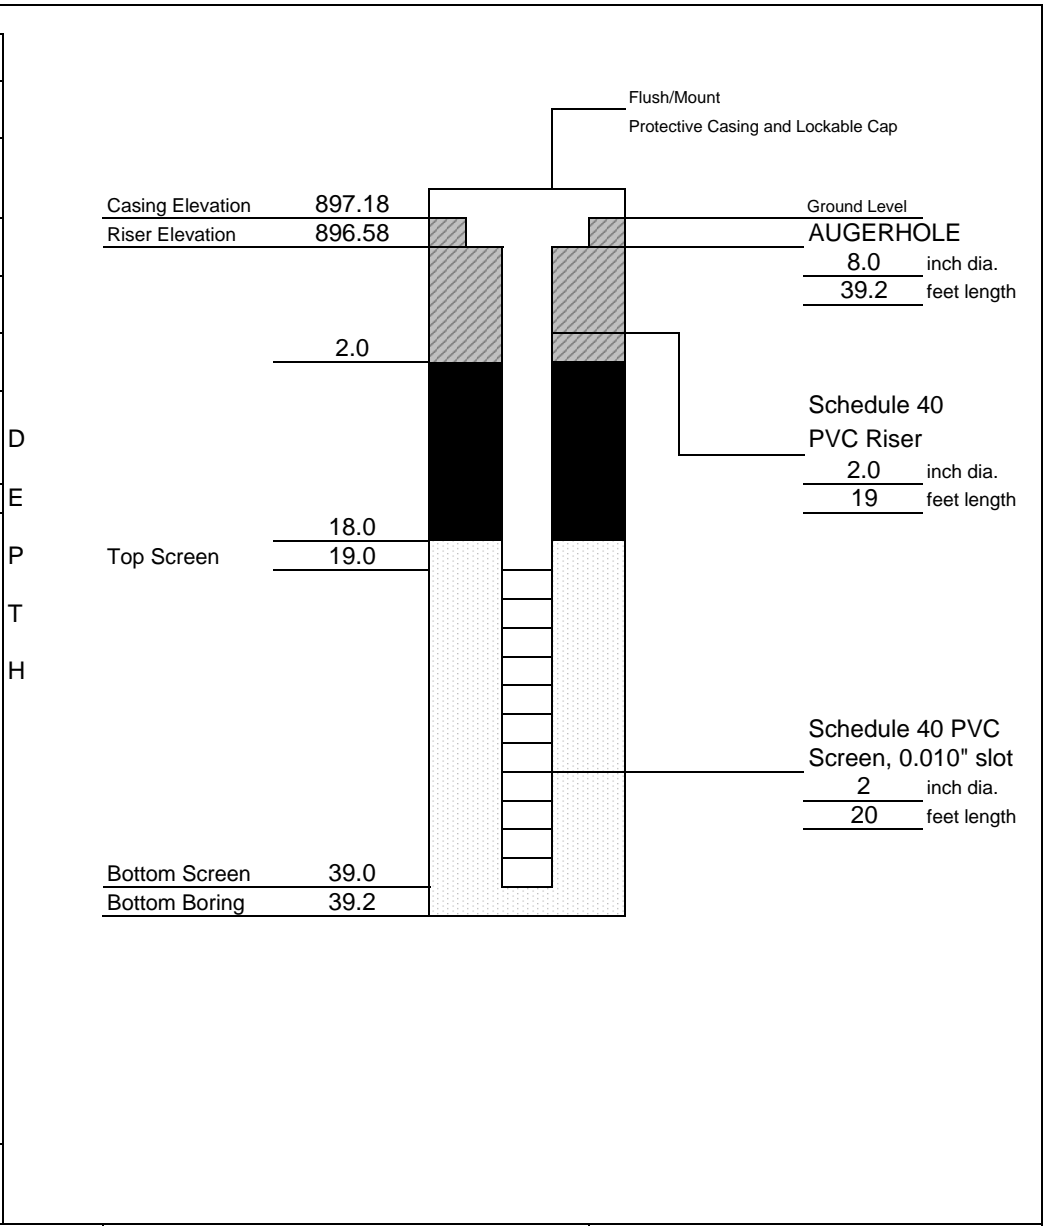 Flush/Mount
Protective Casing and Lockable Cap
Casing Elevation 897.18
Ground Level
Riser Elevation 896.58
AUGERHOLE
8.0 inch dia.
39.2 feet length
2.0
Schedule 40
PVC Riser
2.0 inch dia.
19 feet length
D
E
P
T
H
18.0
Top Screen 19.0
Schedule 40 PVC
Screen, 0.010" slot
2 inch dia.
20 feet length
Bottom Screen 39.0
Bottom Boring 39.2